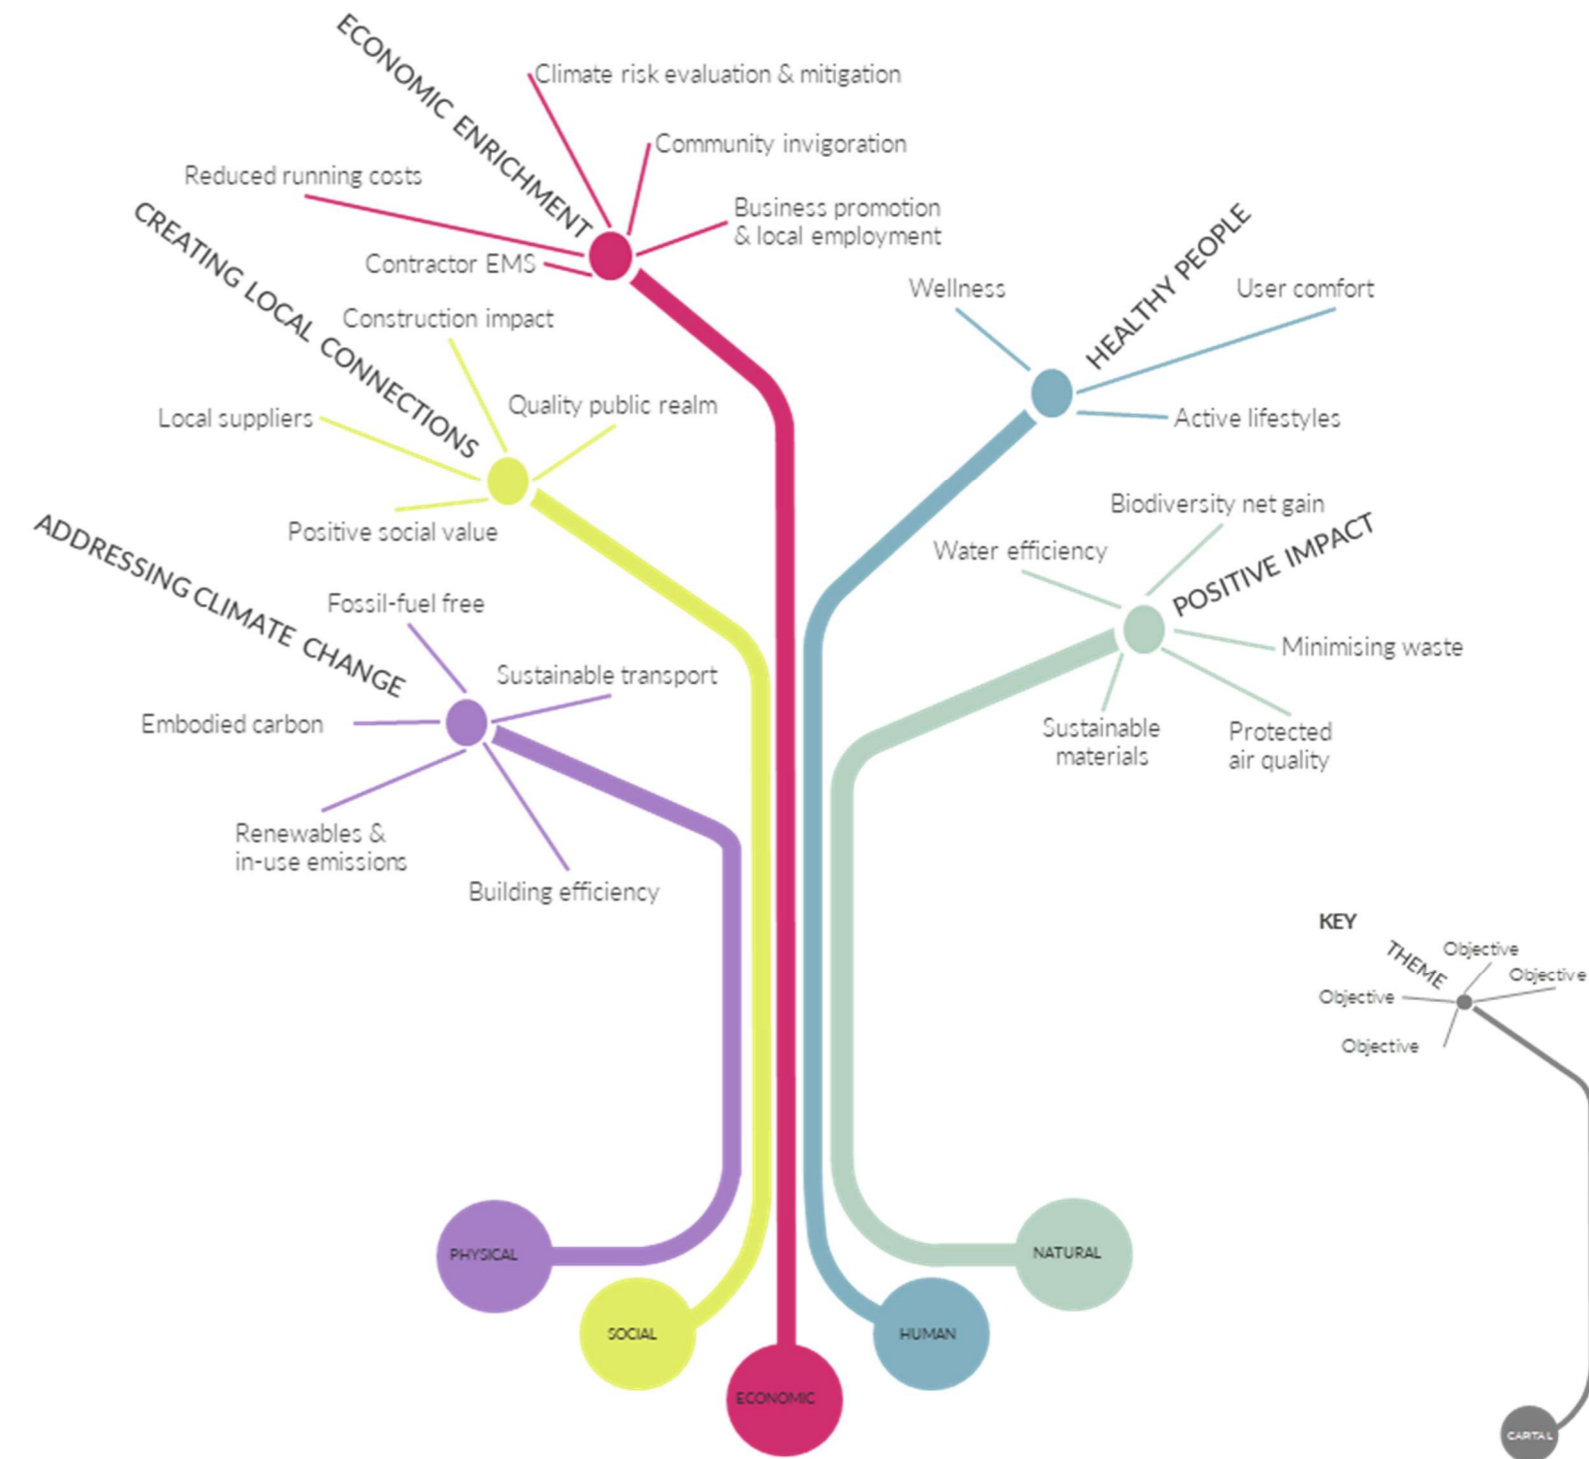 ECONOMIC ENRICHMENT
Climate risk evaluation & mitigation
Community invigoration
Reduced running costs
Business promotion
& local employment
Contractor EMS
CREATING LOCAL CONNECTIONS
Construction impact
Quality public realm
Local suppliers
Positive social value
ADDRESSING CLIMATE CHANGE
Fossil-fuel free
Sustainable transport
Embodied carbon
Renewables &
in-use emissions
Building efficiency
HEALTHY PEOPLE
Wellness
User comfort
Active lifestyles
POSITIVE IMPACT
Biodiversity net gain
Water efficiency
Minimising waste
Sustainable
materials
Protected
air quality
KEY
THEME
Objective
Objective
Objective
Objective
CAPITAL
PHYSICAL
SOCIAL
ECONOMIC
HUMAN
NATURAL